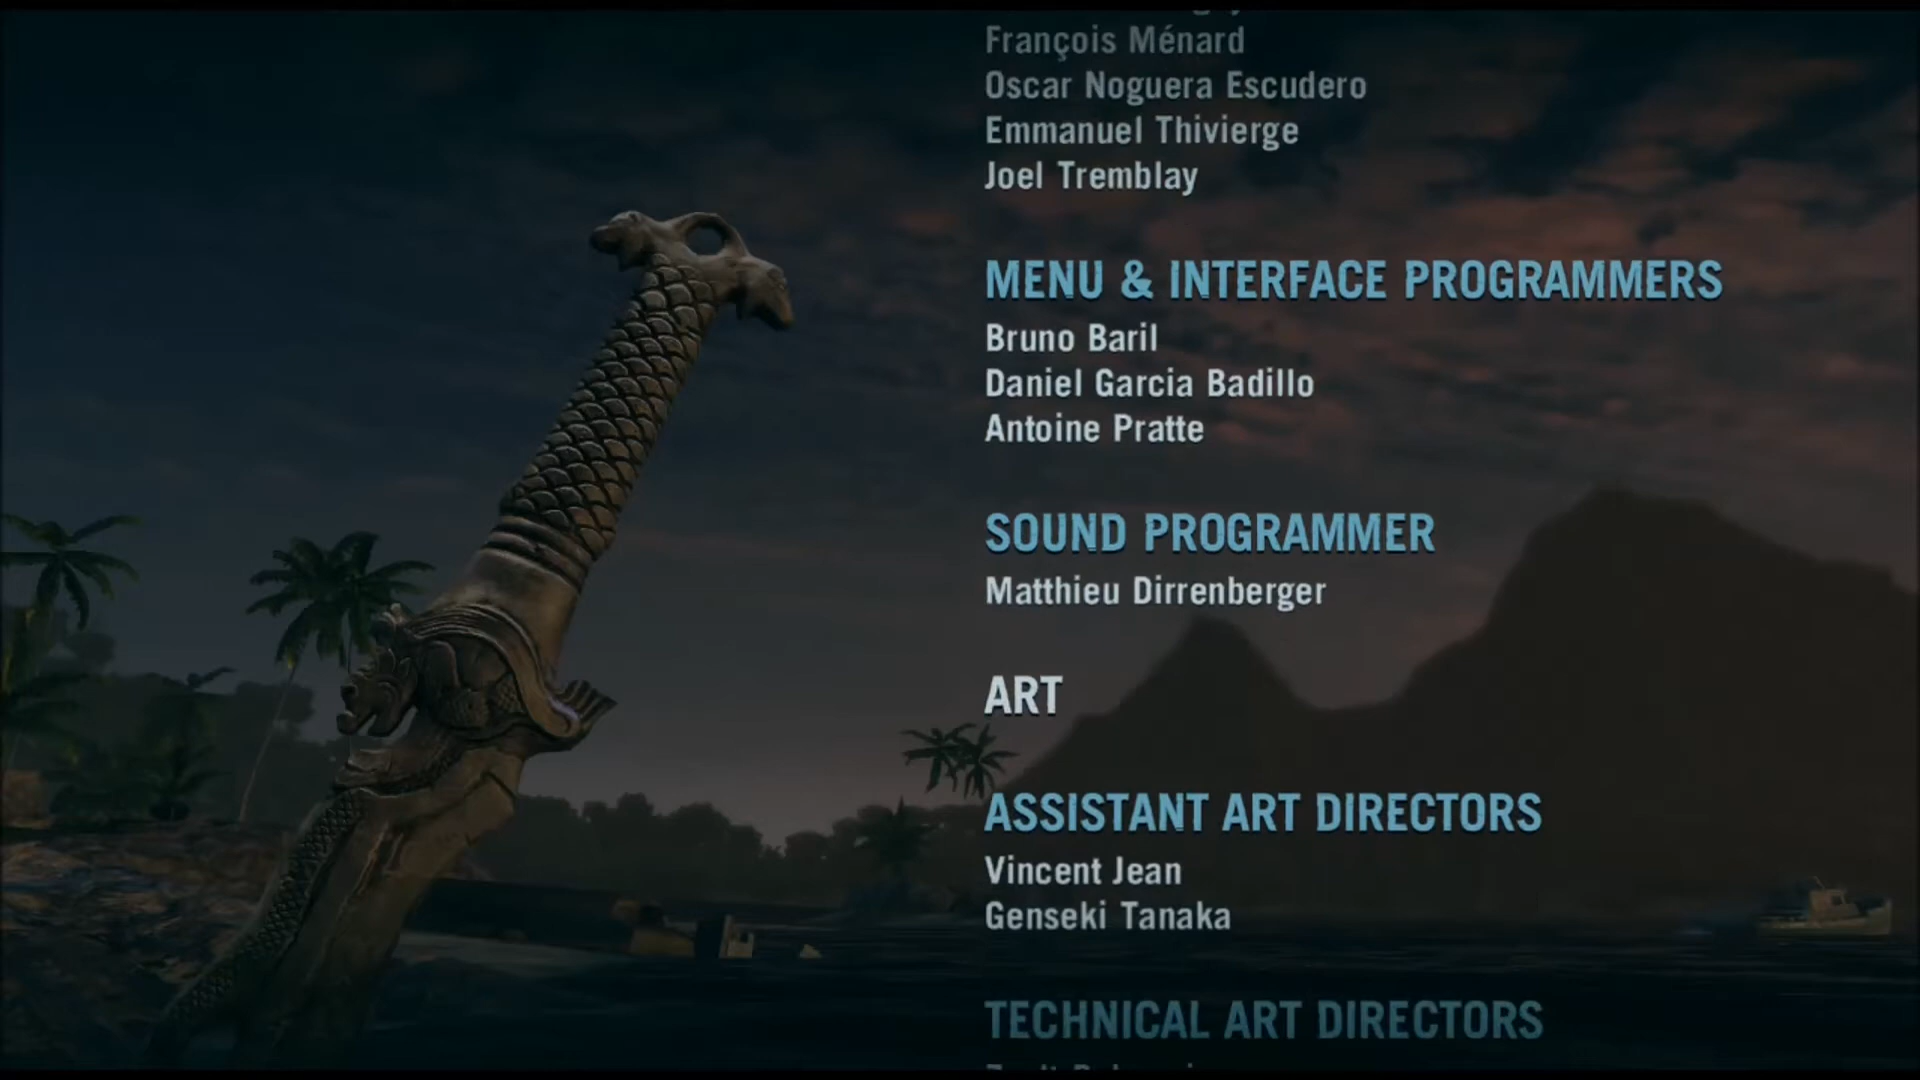 François Ménard
Oscar Noguera Escudero
Emmanuel Thivierge
Joel Tremblay
MENU & INTERFACE PROGRAMMERS
Bruno Baril
Daniel Garcia Badillo
Antoine Pratte
SOUND PROGRAMMER
Matthieu Dirrenberger
ART
ASSISTANT ART DIRECTORS
Vincent Jean
Genseki Tanaka
TECHNICAL ART DIRECTORS